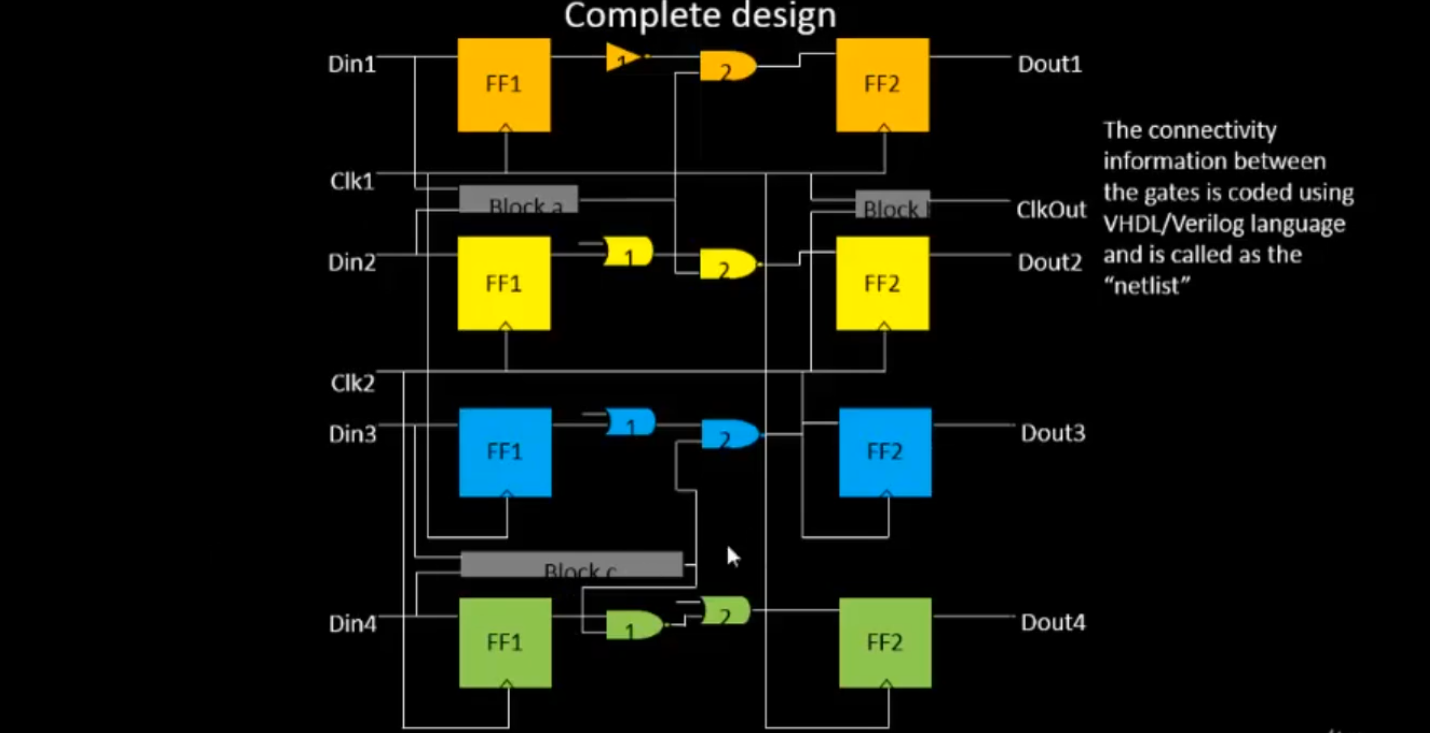 Complete design
Din1
FF1
1
2
FF2
Dout1
The connectivity
information between
the gates is coded using
VHDL/Verilog language
and is called as the
“netlist”
Clk1
Block a
Block
ClkOut
Din2
FF1
1
2
FF2
Dout2
Clk2
Din3
FF1
1
2
FF2
Dout3
Block c
Din4
FF1
1
2
FF2
Dout4